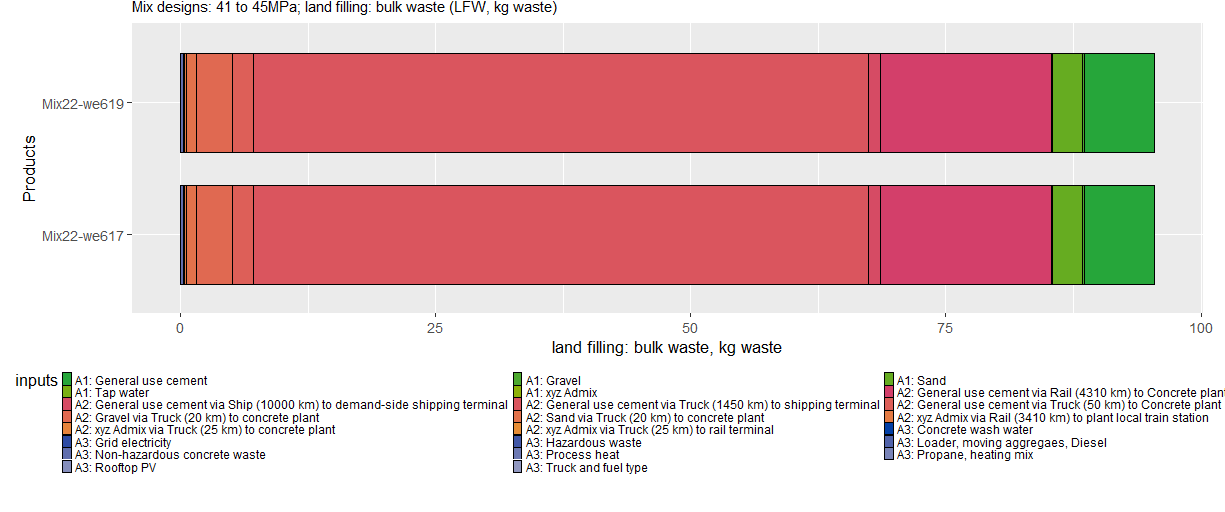 Mix designs: 41 to 45MPa; land filling: bulk waste (LFW, kg waste)
Products
Mix22-we619
Mix22-we617
0 25 50 75 100
land filling: bulk waste, kg waste
inputs
A1: General use cement A1: Gravel A1: Sand
A1: Tap water A1: xyz Admix A2: General use cement via Rail (4310 km) to Concrete plant
A2: General use cement via Ship (10000 km) to demand-side shipping terminal A2: General use cement via Truck (1450 km) to shipping terminal A2: General use cement via Truck (50 km) to Concrete plant
A2: Gravel via Truck (20 km) to concrete plant A2: Sand via Truck (20 km) to concrete plant A2: xyz Admix via Rail (3410 km) to plant local train station
A2: xyz Admix via Truck (25 km) to concrete plant A2: xyz Admix via Truck (25 km) to rail terminal A3: Concrete wash water
A3: Grid electricity A3: Hazardous waste A3: Loader, moving aggregaes, Diesel
A3: Non-hazardous concrete waste A3: Process heat A3: Propane, heating mix
A3: Rooftop PV A3: Truck and fuel type